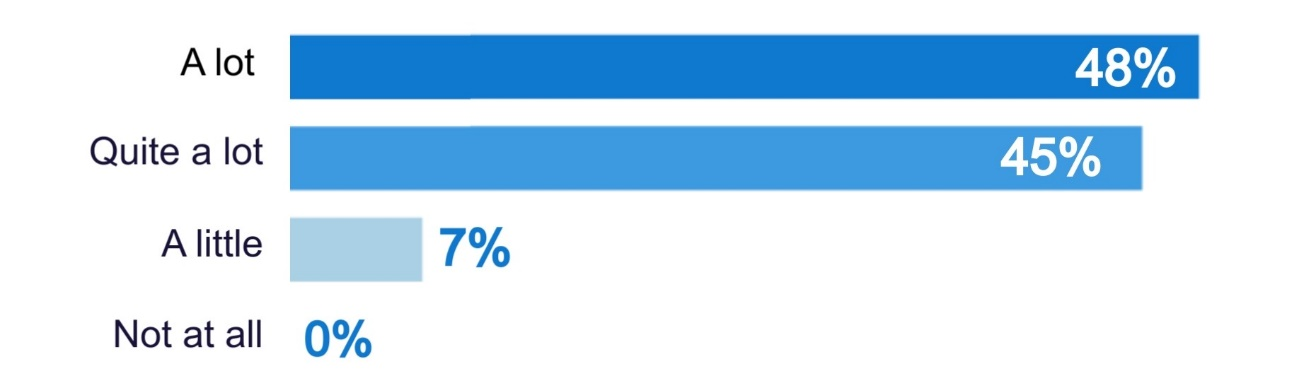 A lot 48%
Quite a lot 45%
A little 7%
Not at all 0%